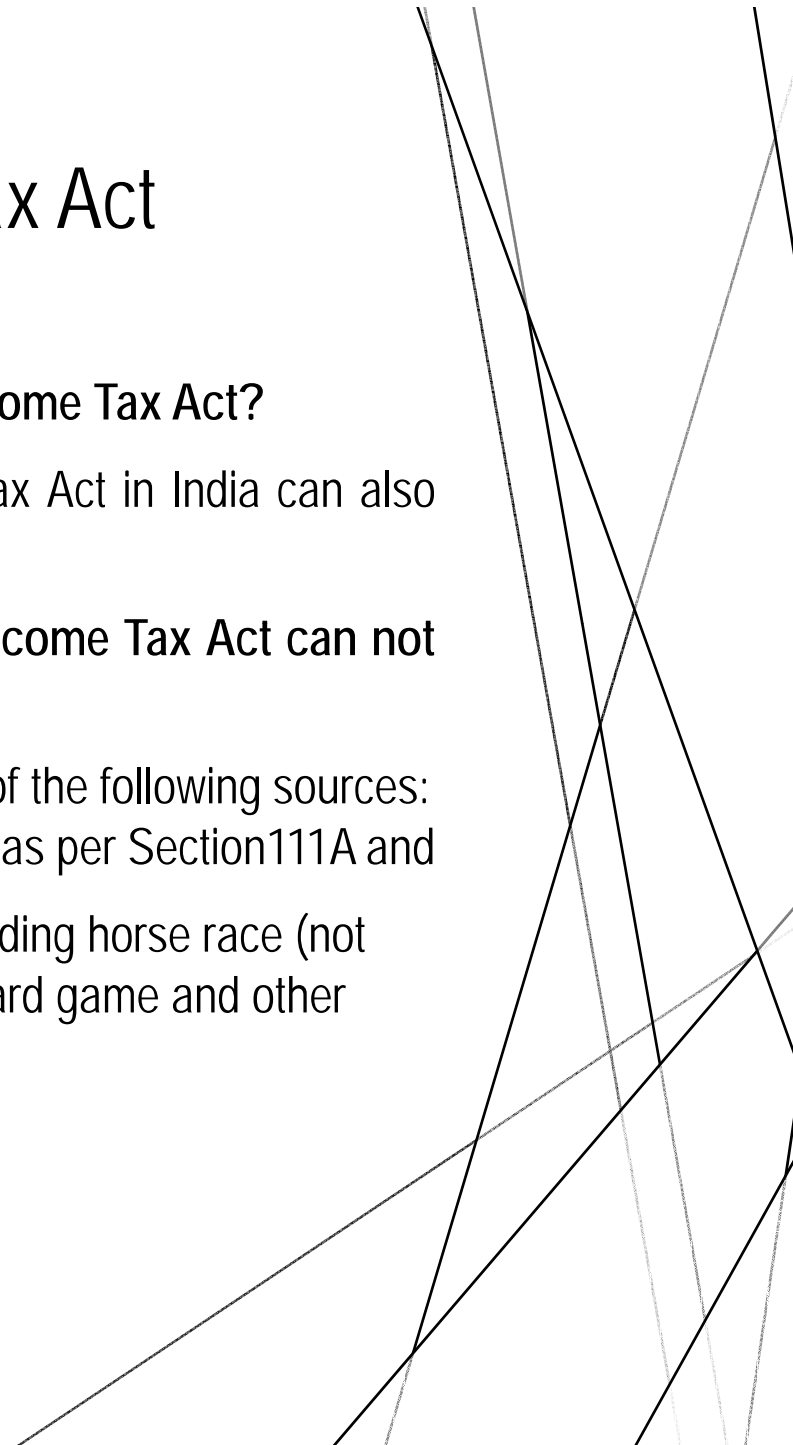 x Act
ome Tax Act?
ax Act in India can also
come Tax Act can not
of the following sources:
as per Section111A and
ding horse race (not
ard game and other